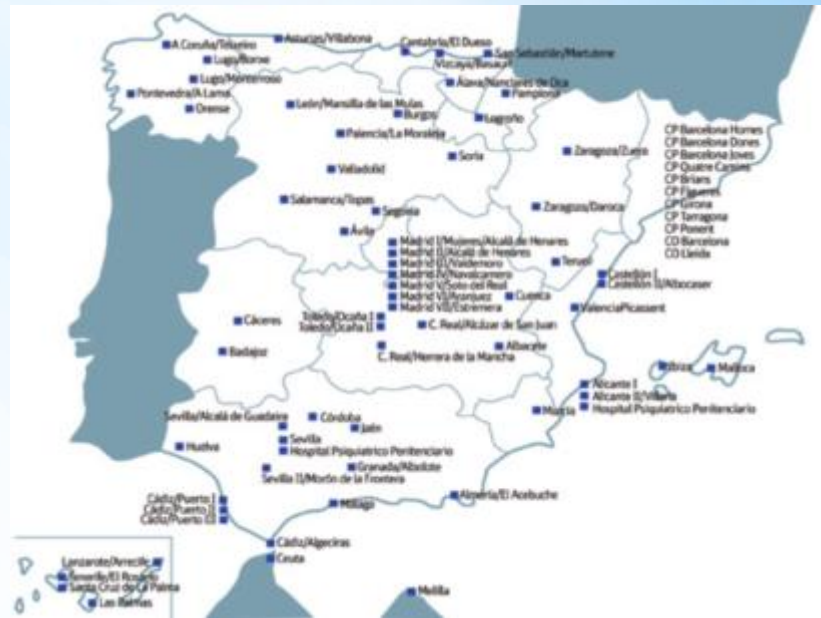 A Coruña/Teixeiro
Asturias/Villabona
Cantabria/El Dueso
San Sebastián/Martutene
Lugo/Bonxe
Vizcaya/Basauri
Lugo/Monterroso
Álava/Nanclares de Oca
Pontevedra/A Lama
Pamplona
León/Mansilla de las Mulas
Orense
Burgos
Logroño
Palencia/La Moraleja
CP Barcelona Homes
CP Barcelona Dones
CP Barcelona Joves
CP Quatre Camins
CP Brians
CP Figueres
CP Girona
CP Tarragona
CP Ponent
CO Barcelona
CO Lleida
Soria
Zaragoza/Zuera
Valladolid
Salamanca/Topas
Segovia
Zaragoza/Daroca
Ávila
Madrid I/Mujeres/Alcalá de Henares
Madrid II/Alcalá de Henares
Madrid III/Valdemoro
Madrid IV/Navalcarnero
Madrid V/Soto del Real
Madrid VI/Aranjuez
Madrid VII/Estremera
Teruel
Castellón I
Castellón II/Albocaser
Cuenca
ValenciaPicassent
Toledo/Ocaña I
Toledo/Ocaña II
Cáceres
C. Real/Alcázar de San Juan
Badajoz
C. Real/Herrera de la Mancha
Albacete
Ibiza
Malloca
Alicante I
Alicante II/Villena
Hospital Psiquiatrico Penitenciario
Murcia
Sevilla/Alcalá de Guadaira
Córdoba
Jaén
Huelva
Sevilla
Hospital Psiquiatrico Penitenciario
Granada/Albolote
Sevilla II/Morón de la Frontera
Cádiz/Puerto I
Cádiz/Puerto II
Cádiz/Puerto III
Málaga
Almería/El Acebuche
Cádiz/Algeciras
Ceuta
Lanzarote/Arrecife
Tenerife/El Rosario
Santa Cruz de La Palma
Las Palmas
Melilla